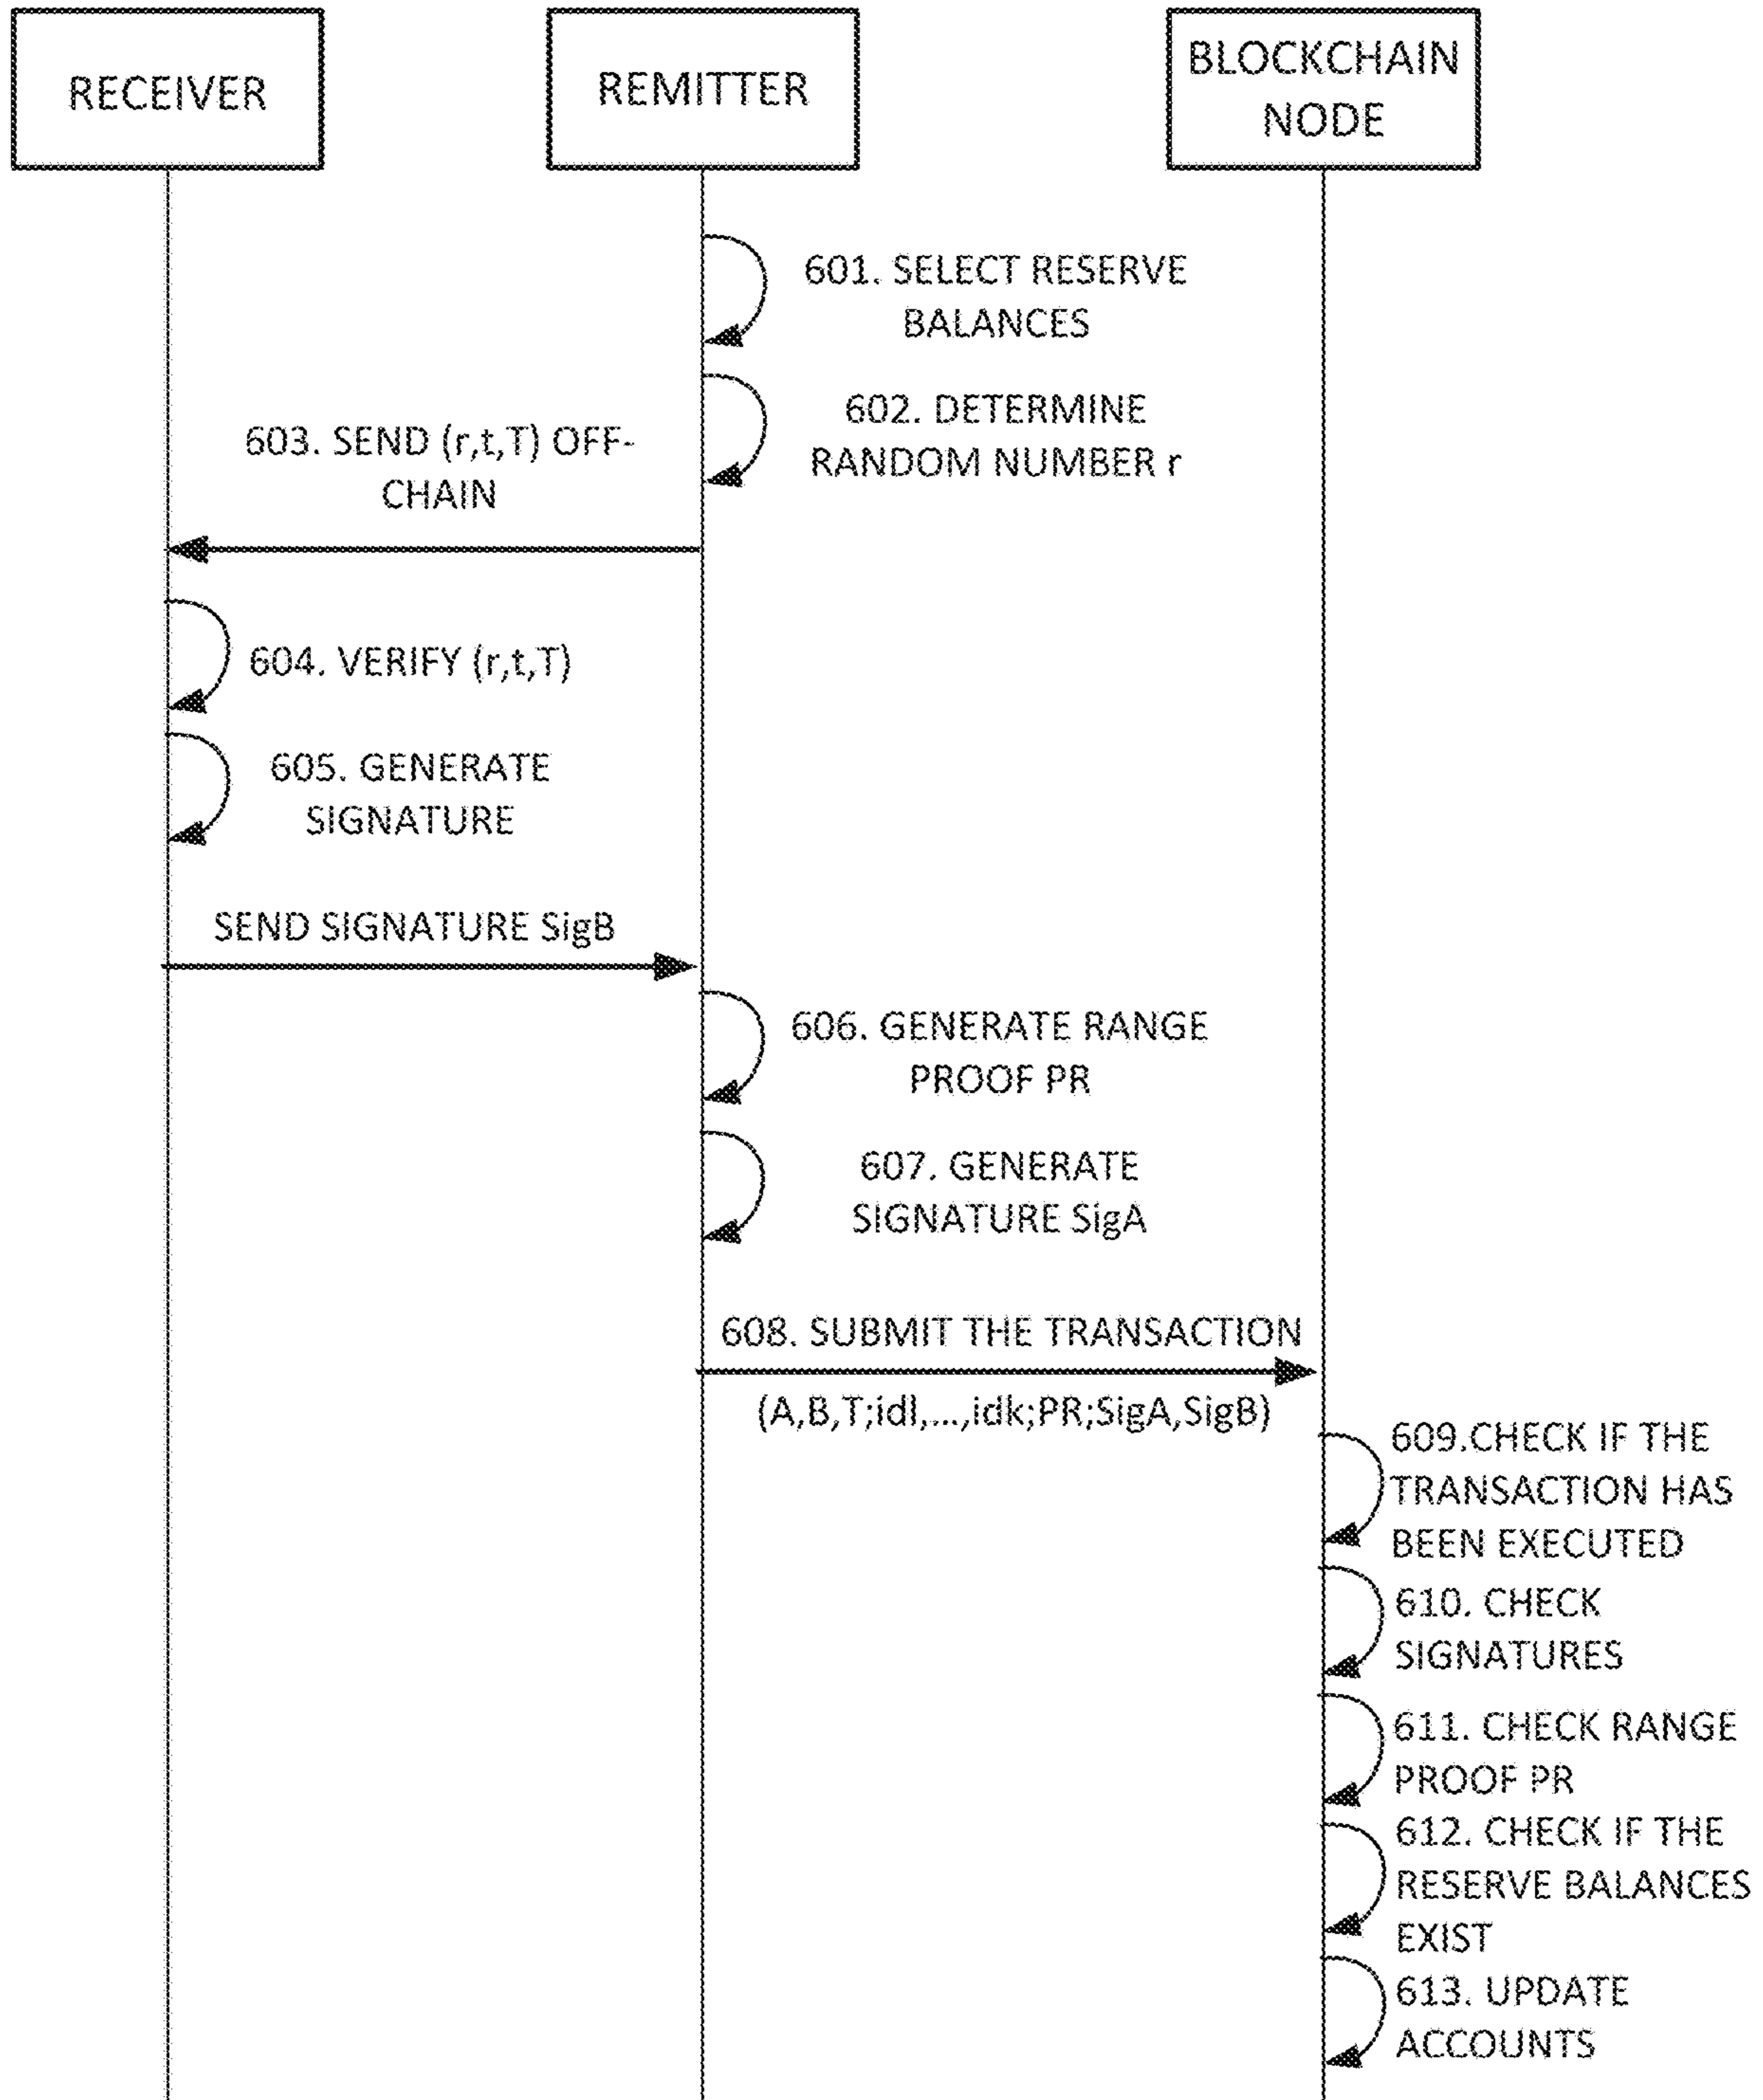 RECEIVER
REMITTER
BLOCKCHAIN
NODE
601. SELECT RESERVE
BALANCES
602. DETERMINE
RANDOM NUMBER r
603. SEND (r,t,T) OFF-
CHAIN
604. VERIFY (r,t,T)
605. GENERATE
SIGNATURE
SEND SIGNATURE SigB
606. GENERATE RANGE
PROOF PR
607. GENERATE
SIGNATURE SigA
608. SUBMIT THE TRANSACTION
(A,B,T;idl,...,idk;PR;SigA,SigB)
609.CHECK IF THE
TRANSACTION HAS
BEEN EXECUTED
610. CHECK
SIGNATURES
611. CHECK RANGE
PROOF PR
612. CHECK IF THE
RESERVE BALANCES
EXIST
613. UPDATE
ACCOUNTS